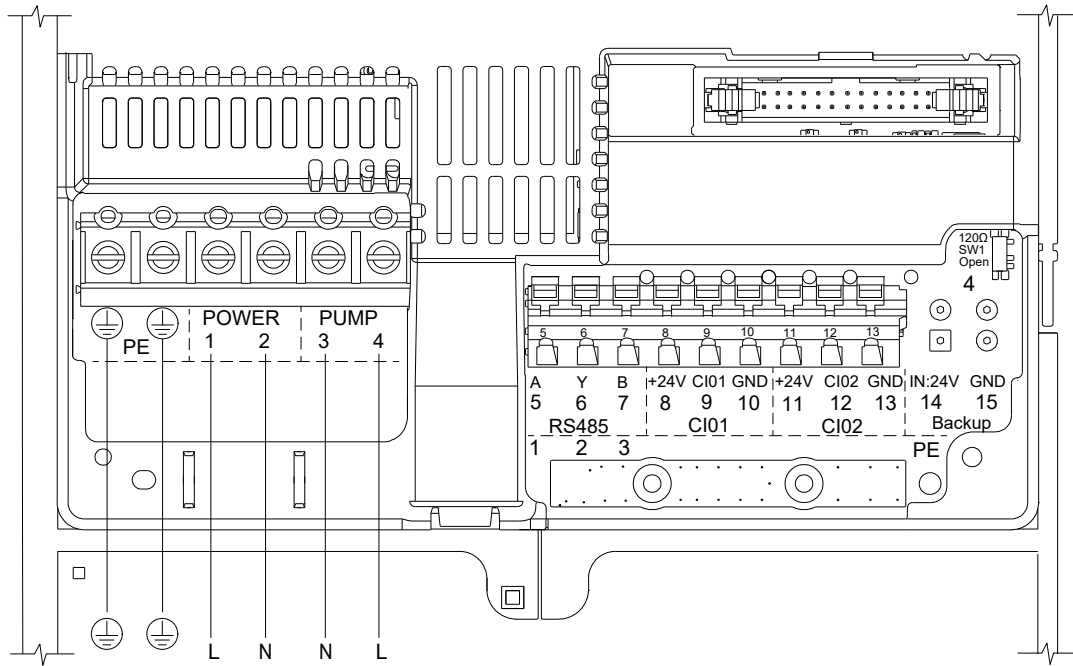 120Ω
SW1
Open
4
POWER PUMP
PE 1 2 3 4
5 6 7 8 9 10 11 12 13
A Y B +24V CI01 GND +24V CI02 GND IN:24V GND
5 6 7 8 9 10 11 12 13 14 15
RS485 CI01 CI02 Backup
1 2 3 PE
L N N L